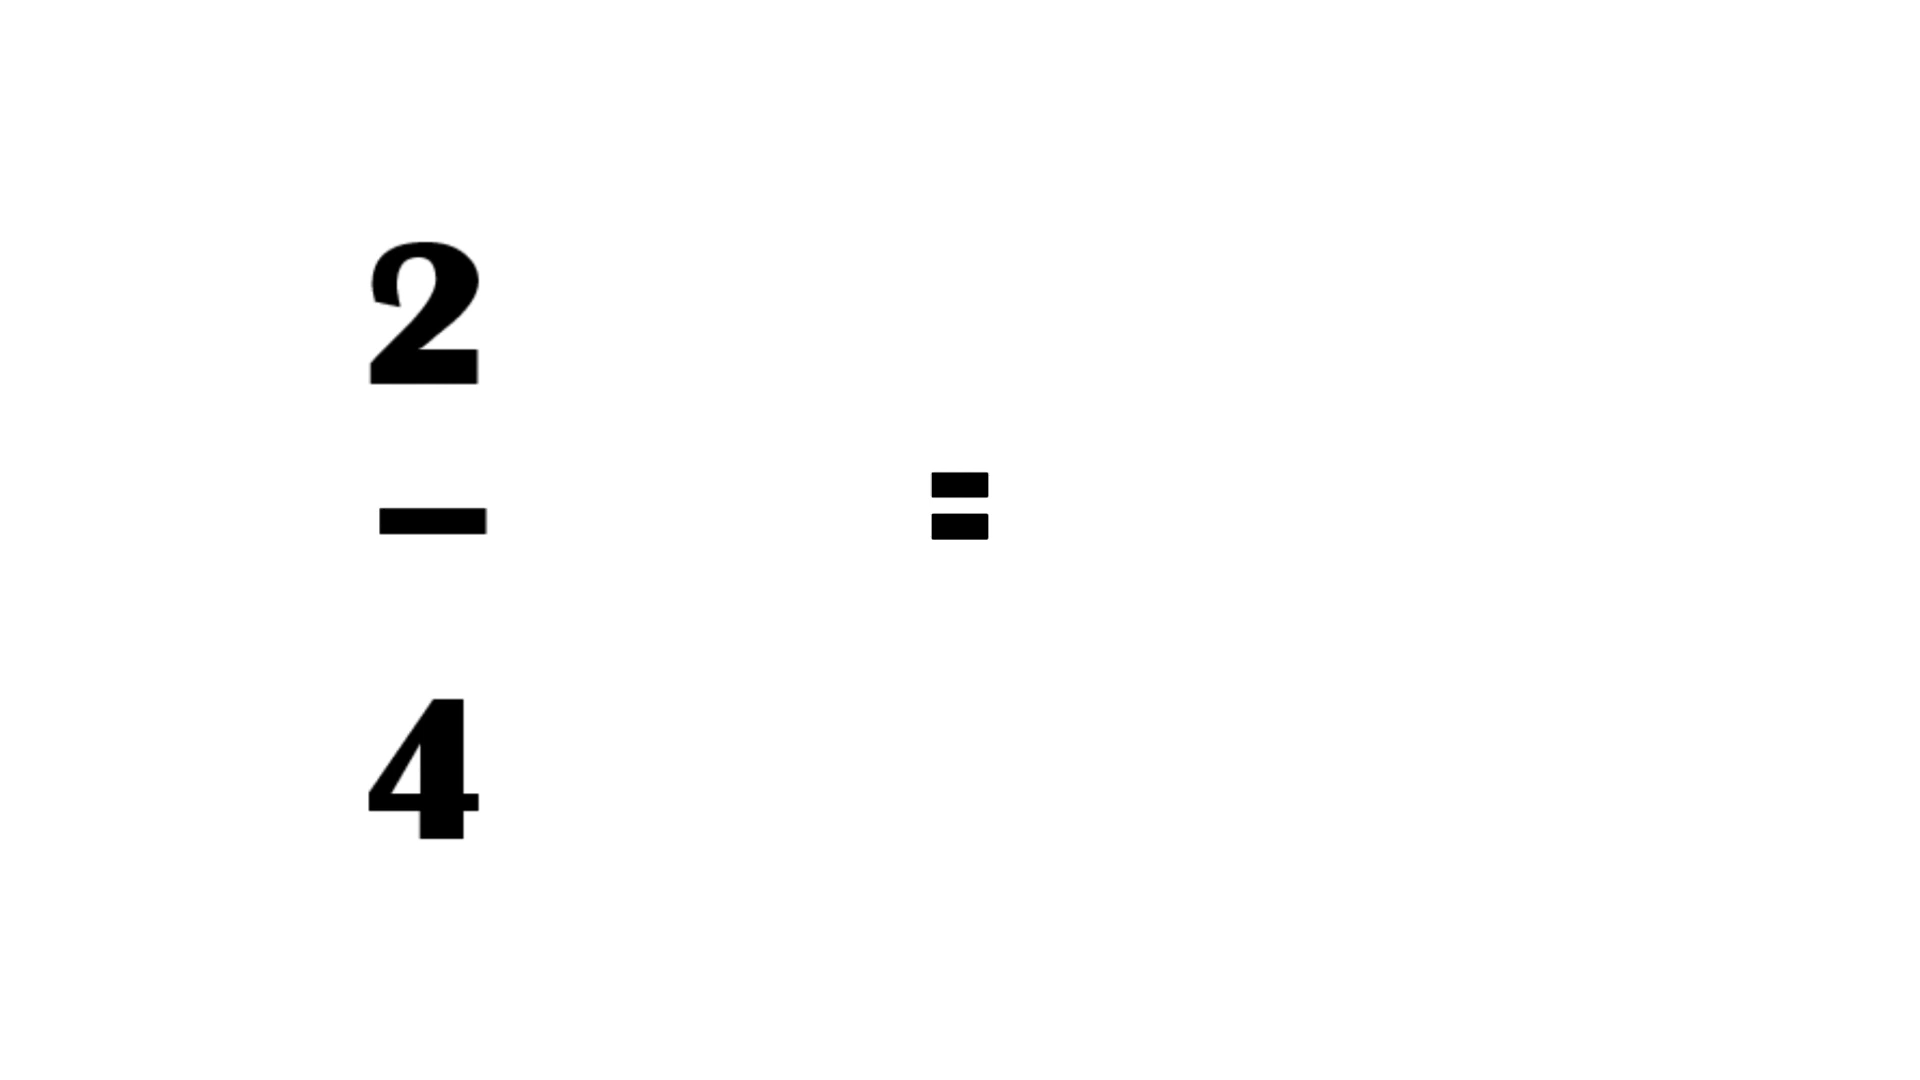 2
—
=
4